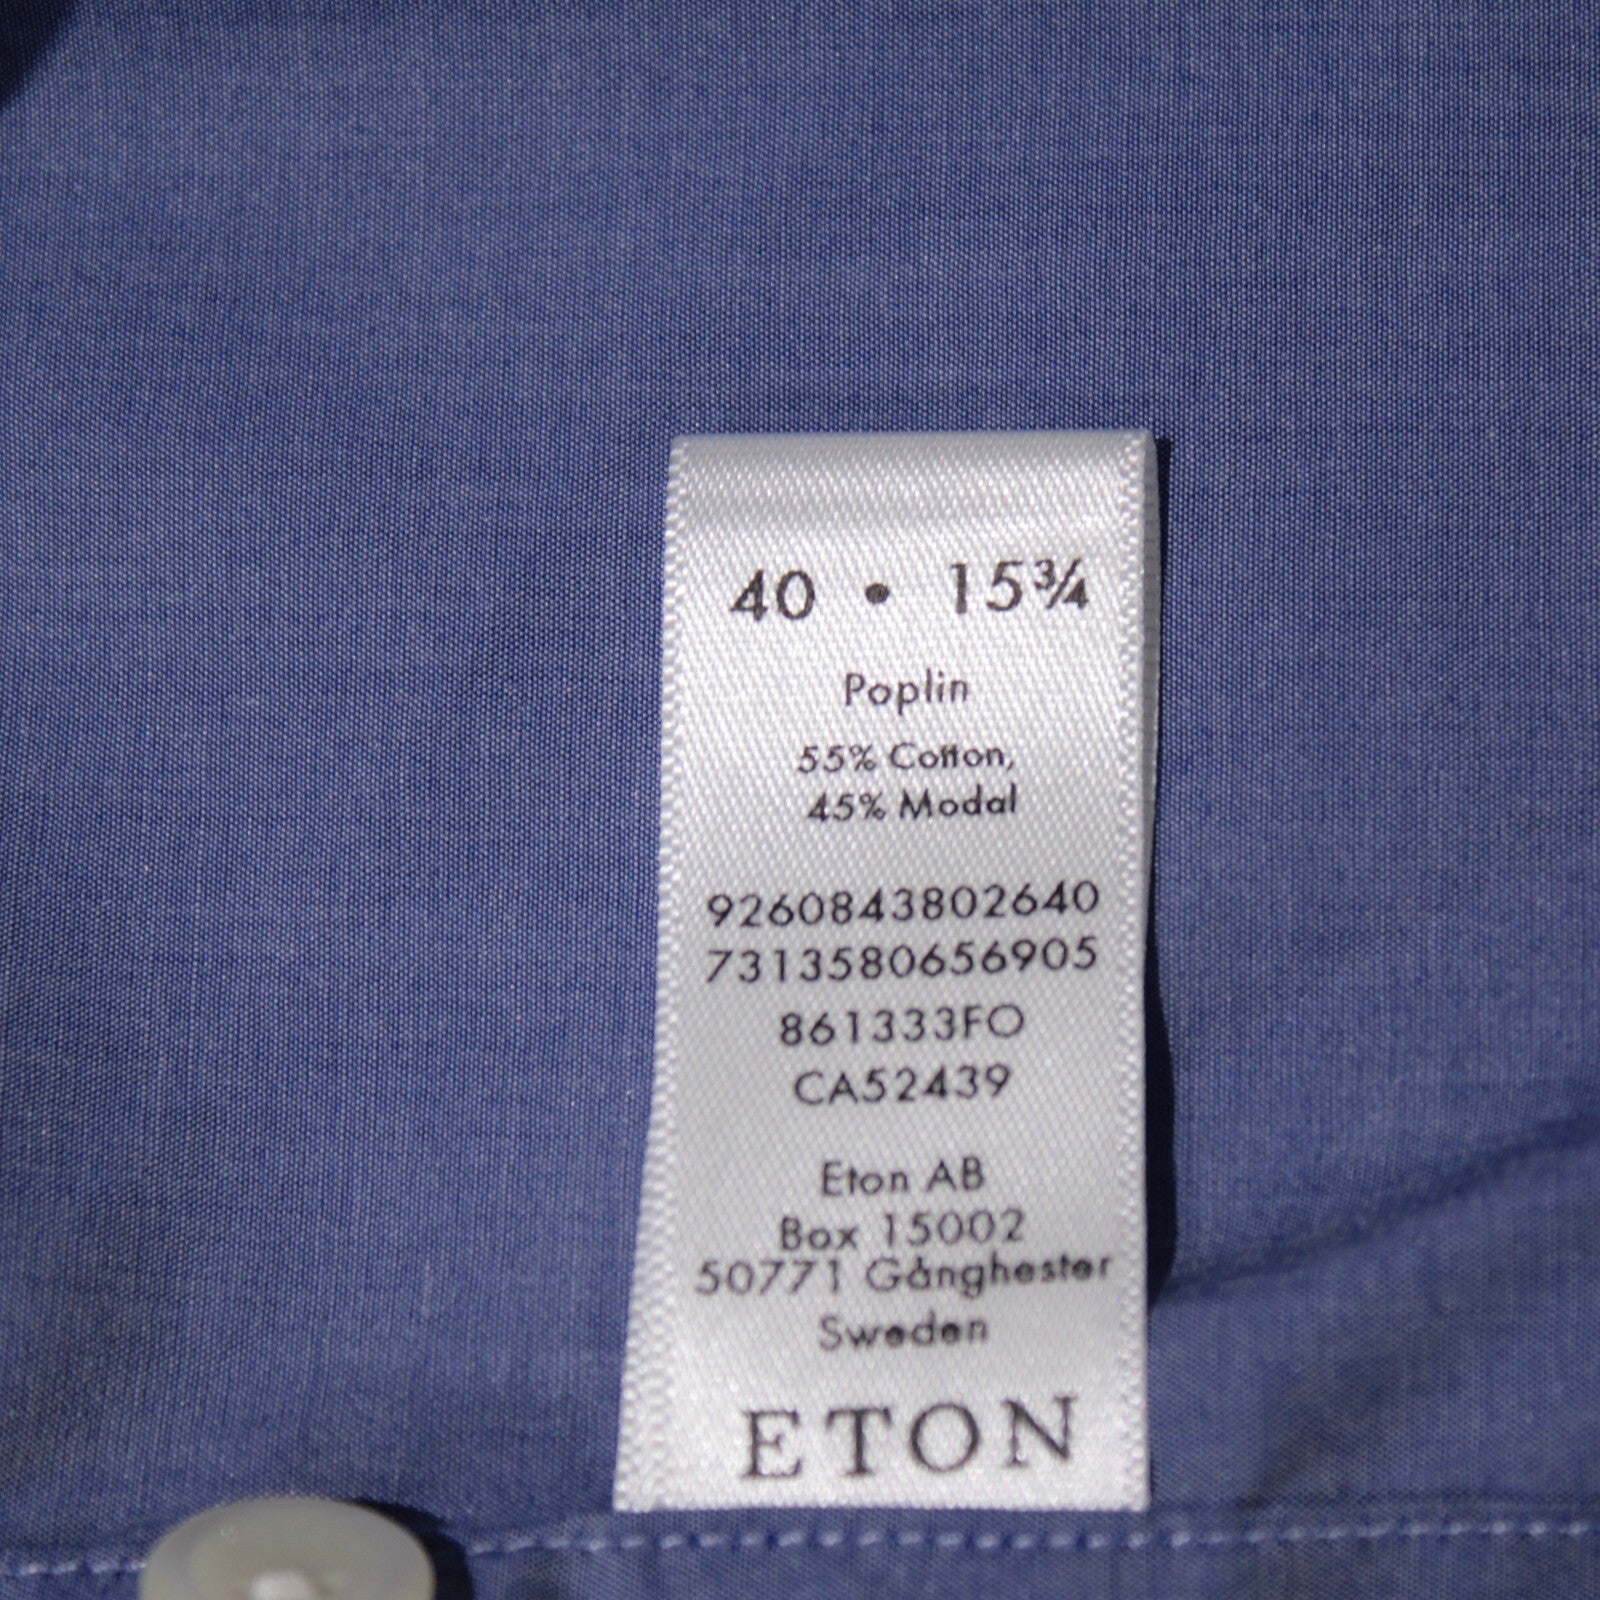 40 • 15¾
Poplin
55% Cotton,
45% Modal
9260843802640
7313580656905
861333FO
CA52439
Eton AB
Box 15002
50771 Gånghester
Sweden
ETON